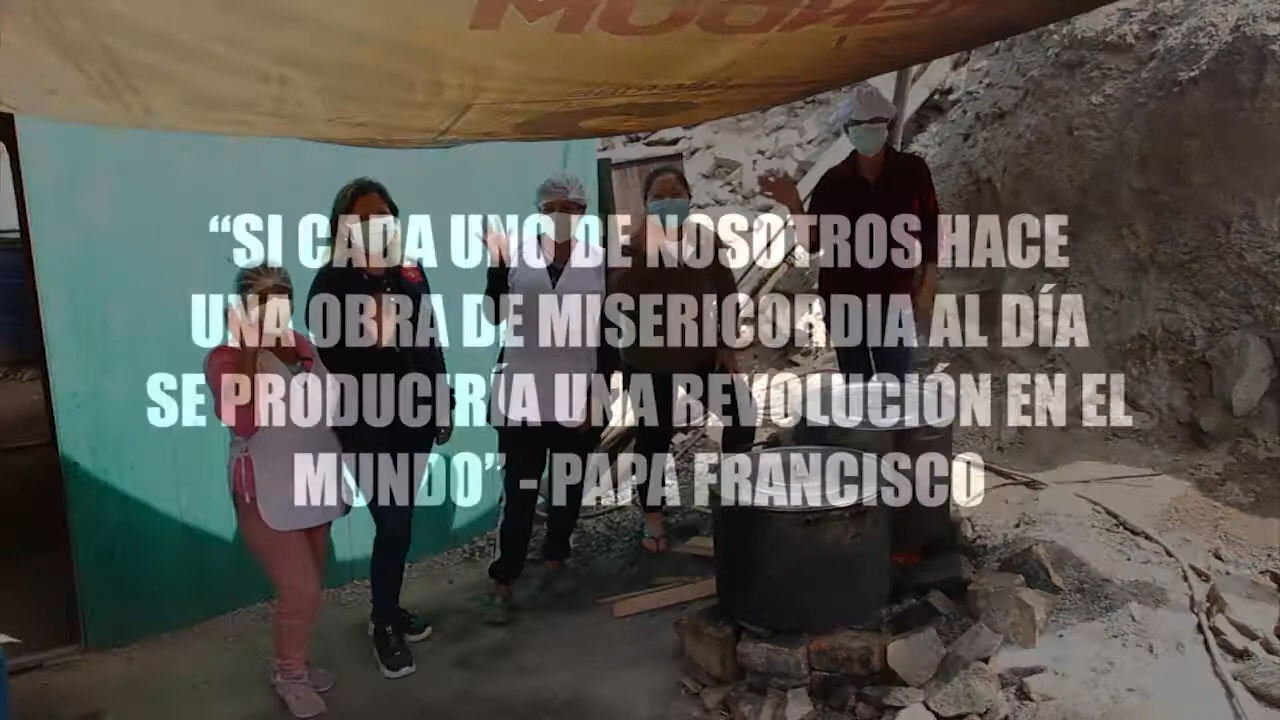 “SI CADA UNO DE NOSOTROS HACE
UNA OBRA DE MISERICORDIA AL DÍA
SE PRODUCIRÍA UNA REVOLUCIÓN EN EL
MUNDO” - PAPA FRANCISCO